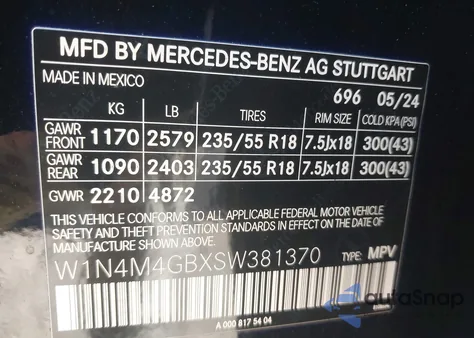 MFD BY MERCEDES-BENZ AG STUTTGART
MADE IN MEXICO 696 05/24
KG LB TIRES RIM SIZE COLD KPA(PSI)
GAWR FRONT 1170 2579 235/55 R18 7.5Jx18 300(43)
GAWR REAR 1090 2403 235/55 R18 7.5Jx18 300(43)
GVWR 2210 4872
THIS VEHICLE CONFORMS TO ALL APPLICABLE FEDERAL MOTOR VEHICLE
SAFETY AND THEFT PREVENTION STANDARDS IN EFFECT ON THE DATE
OF MANUFACTURE SHOWN ABOVE.
W1N4M4GBXSW381370 TYPE: MPV
A 000 817 54 04
autoSnap